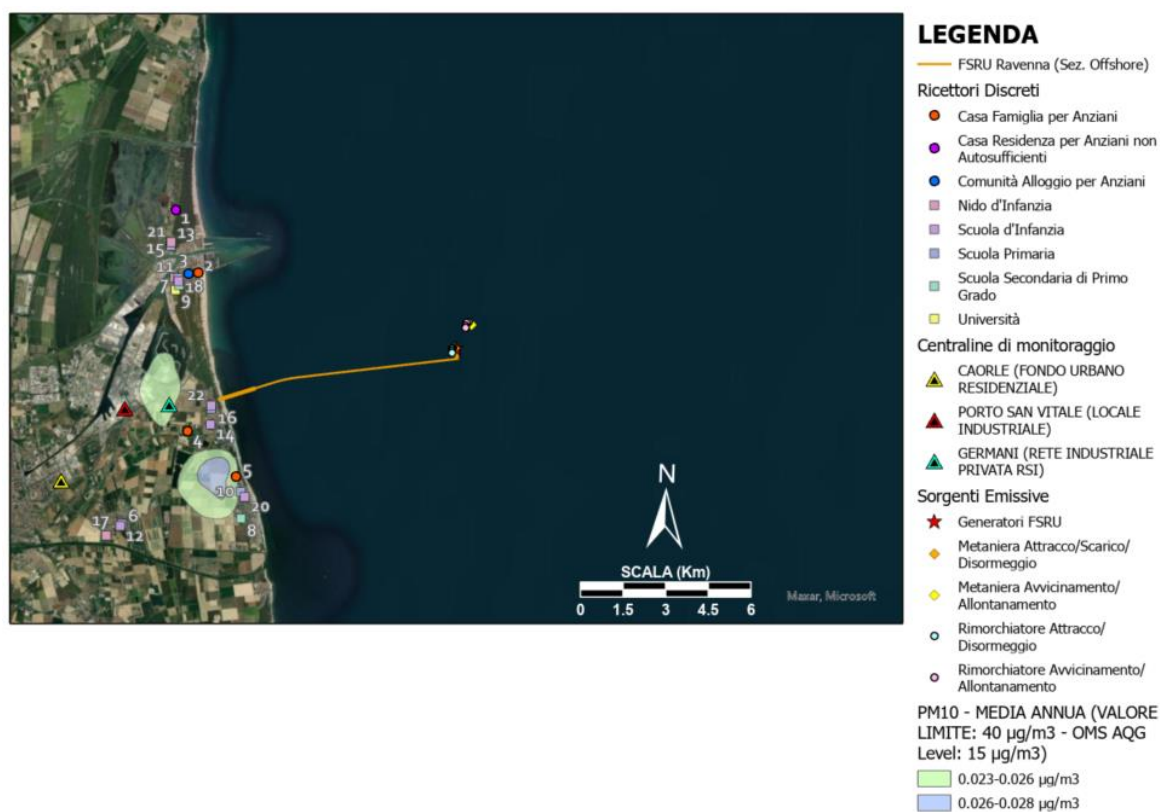 LEGENDA
FSRU Ravenna (Sez. Offshore)
Ricettori Discreti
Casa Famiglia per Anziani
Casa Residenza per Anziani non
Autosufficienti
Comunità Alloggio per Anziani
Nido d'Infanzia
Scuola d'Infanzia
Scuola Primaria
Scuola Secondaria di Primo
Grado
Università
Centraline di monitoraggio
CAORLE (FONDO URBANO
RESIDENZIALE)
PORTO SAN VITALE (LOCALE
INDUSTRIALE)
GERMANI (RETE INDUSTRIALE
PRIVATA RSI)
Sorgenti Emissive
Generatori FSRU
Metaniera Attracco/Scarico/
Disormeggio
Metaniera Avvicinamento/
Allontanamento
Rimorchiatore Attracco/
Disormeggio
Rimorchiatore Avvicinamento/
Allontanamento
PM10 - MEDIA ANNUA (VALORE
LIMITE: 40 µg/m3 - OMS AQG
Level: 15 µg/m3)
0.023-0.026 µg/m3
0.026-0.028 µg/m3
1
21 13
15
3 2
11
7 18
9
22
16
14
4
5
10
20
8
6
17
12
N
SCALA (Km)
0 1.5 3 4.5 6
Maxar, Microsoft